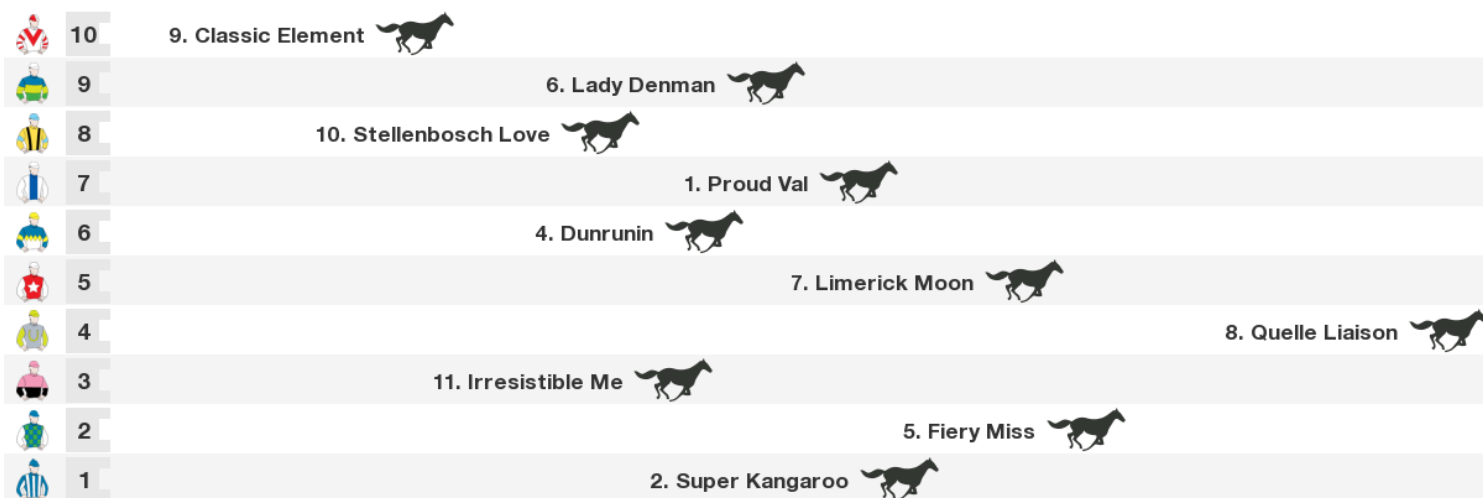 10 9. Classic Element
9 6. Lady Denman
8 10. Stellenbosch Love
7 1. Proud Val
6 4. Dunrunin
5 7. Limerick Moon
4 8. Quelle Liaison
3 11. Irresistible Me
2 5. Fiery Miss
1 2. Super Kangaroo